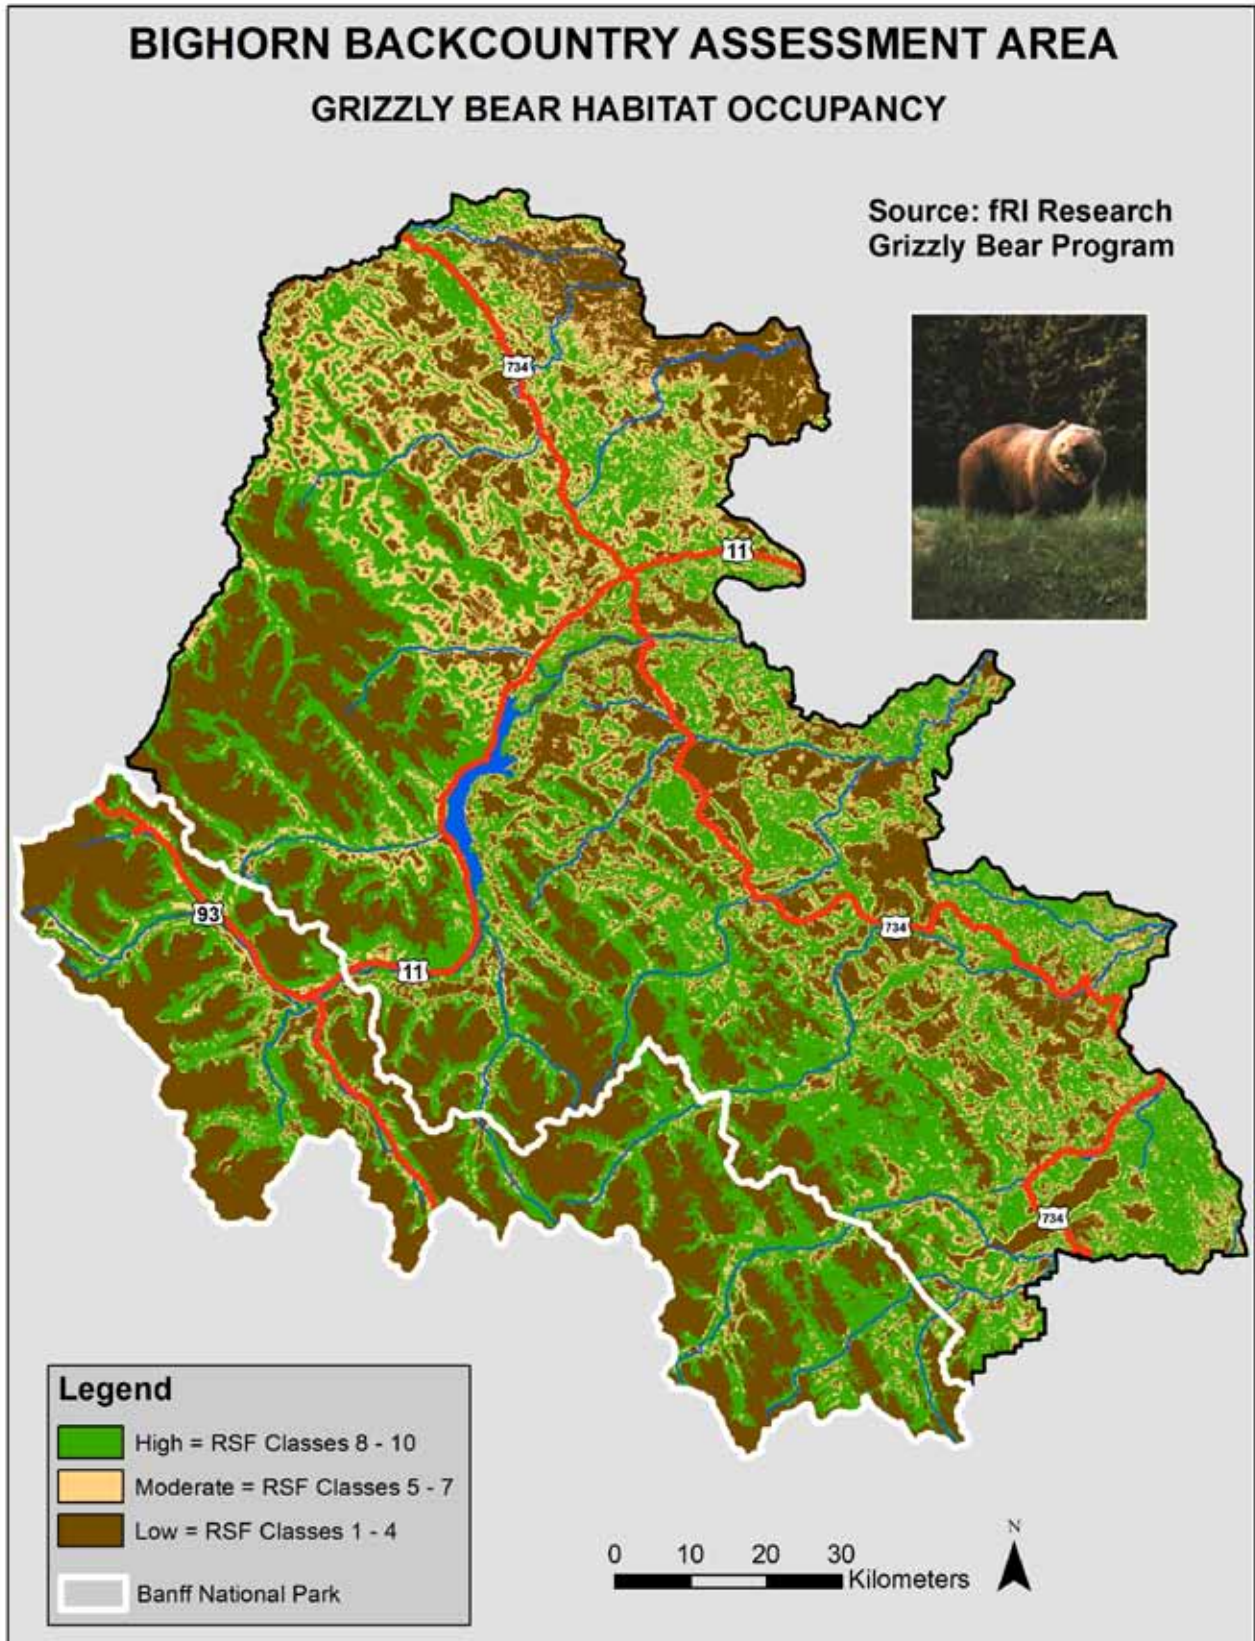 BIGHORN BACKCOUNTRY ASSESSMENT AREA
GRIZZLY BEAR HABITAT OCCUPANCY
Source: fRI Research
Grizzly Bear Program
734
11
93
11
734
734
Legend
High = RSF Classes 8 - 10
Moderate = RSF Classes 5 - 7
Low = RSF Classes 1 - 4
Banff National Park
0 10 20 30
Kilometers
N